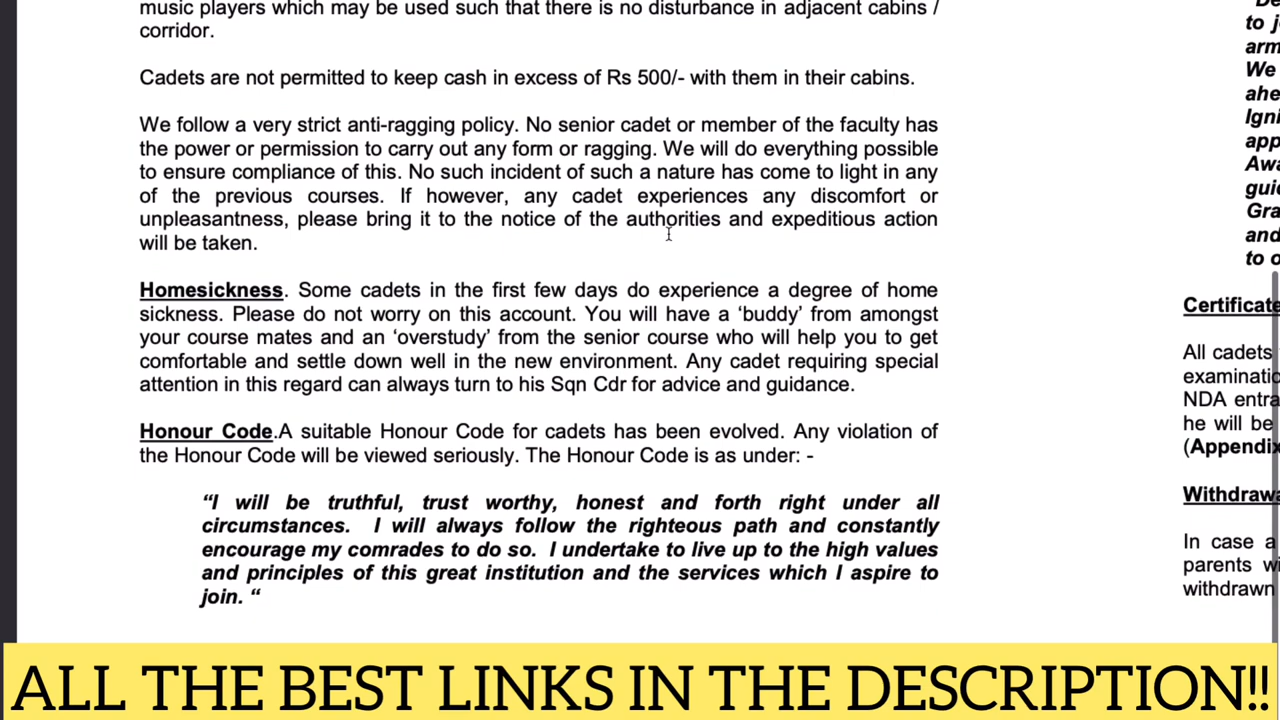 music players which may be used such that there is no disturbance in adjacent cabins /
corridor.
Cadets are not permitted to keep cash in excess of Rs 500/- with them in their cabins.
We follow a very strict anti-ragging policy. No senior cadet or member of the faculty has
the power or permission to carry out any form or ragging. We will do everything possible
to ensure compliance of this. No such incident of such a nature has come to light in any
of the previous courses. If however, any cadet experiences any discomfort or
unpleasantness, please bring it to the notice of the authorities and expeditious action
will be taken.
Homesickness. Some cadets in the first few days do experience a degree of home
sickness. Please do not worry on this account. You will have a ‘buddy’ from amongst
your course mates and an ‘overstudy’ from the senior course who will help you to get
comfortable and settle down well in the new environment. Any cadet requiring special
attention in this regard can always turn to his Sqn Cdr for advice and guidance.
Honour Code.A suitable Honour Code for cadets has been evolved. Any violation of
the Honour Code will be viewed seriously. The Honour Code is as under: -
“I will be truthful, trust worthy, honest and forth right under all
circumstances. I will always follow the righteous path and constantly
encourage my comrades to do so. I undertake to live up to the high values
and principles of this great institution and the services which I aspire to
join. “
to j
arm
We
ahe
Igni
app
Awa
guid
Gra
and
to o
Certificate
All cadets
examinatio
NDA entra
he will be
(Appendix
Withdrawa
In case a
parents wi
withdrawn
ALL THE BEST LINKS IN THE DESCRIPTION!!